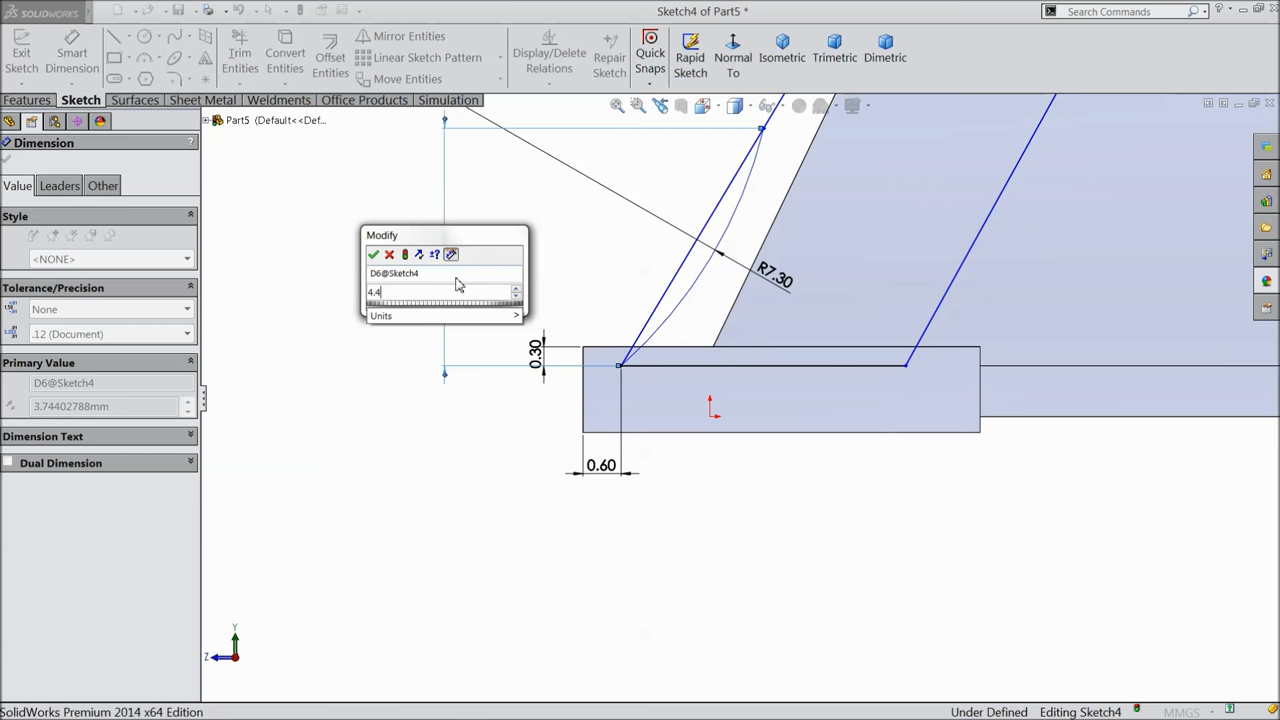 SOLIDWORKS
Sketch4 of Part5 *
Search Commands
Exit Sketch
Smart Dimension
Trim Entities
Convert Entities
Offset Entities
Mirror Entities
Linear Sketch Pattern
Move Entities
Display/Delete Relations
Repair Sketch
Quick Snaps
Rapid Sketch
Normal To
Isometric
Trimetric
Dimetric
Features
Sketch
Surfaces
Sheet Metal
Weldments
Office Products
Simulation
Part5 (Default<<Def...
Dimension
?
Value
Leaders
Other
Style
<NONE>
Tolerance/Precision
None
.12 (Document)
Primary Value
D6@Sketch4
3.74402788mm
Dimension Text
Dual Dimension
Modify
D6@Sketch4
4.4
Units
>
R7.30
0.30
0.60
Y
Z
SolidWorks Premium 2014 x64 Edition
Under Defined
Editing Sketch4
MMGS